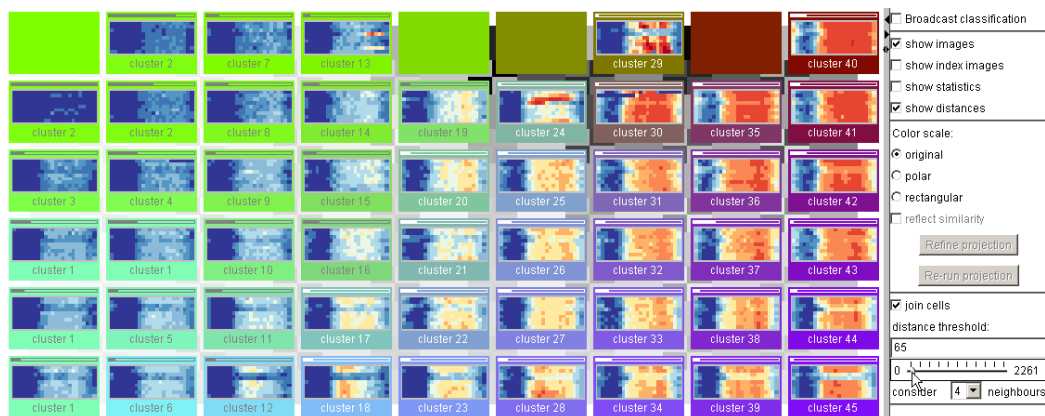 cluster 2 cluster 7 cluster 13 cluster 29 cluster 40
cluster 2 cluster 2 cluster 8 cluster 14 cluster 19 cluster 24 cluster 30 cluster 35 cluster 41
cluster 3 cluster 4 cluster 9 cluster 15 cluster 20 cluster 25 cluster 31 cluster 36 cluster 42
cluster 1 cluster 1 cluster 10 cluster 16 cluster 21 cluster 26 cluster 32 cluster 37 cluster 43
cluster 1 cluster 5 cluster 11 cluster 17 cluster 22 cluster 27 cluster 33 cluster 38 cluster 44
cluster 1 cluster 6 cluster 12 cluster 18 cluster 23 cluster 28 cluster 34 cluster 39 cluster 45
Broadcast classification
show images
show index images
show statistics
show distances
Color scale:
original
polar
rectangular
reflect similarity
Refine projection
Re-run projection
join cells
distance threshold:
65
0 2261
consider 4 neighbours